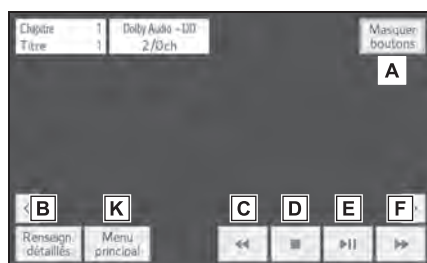 Chapitre 1
Titre 1
Dolby Audio - DD
2/0ch
Masquer
boutons
A
B
K
C
D
E
F
Renseign.
détaillés
Menu
principal